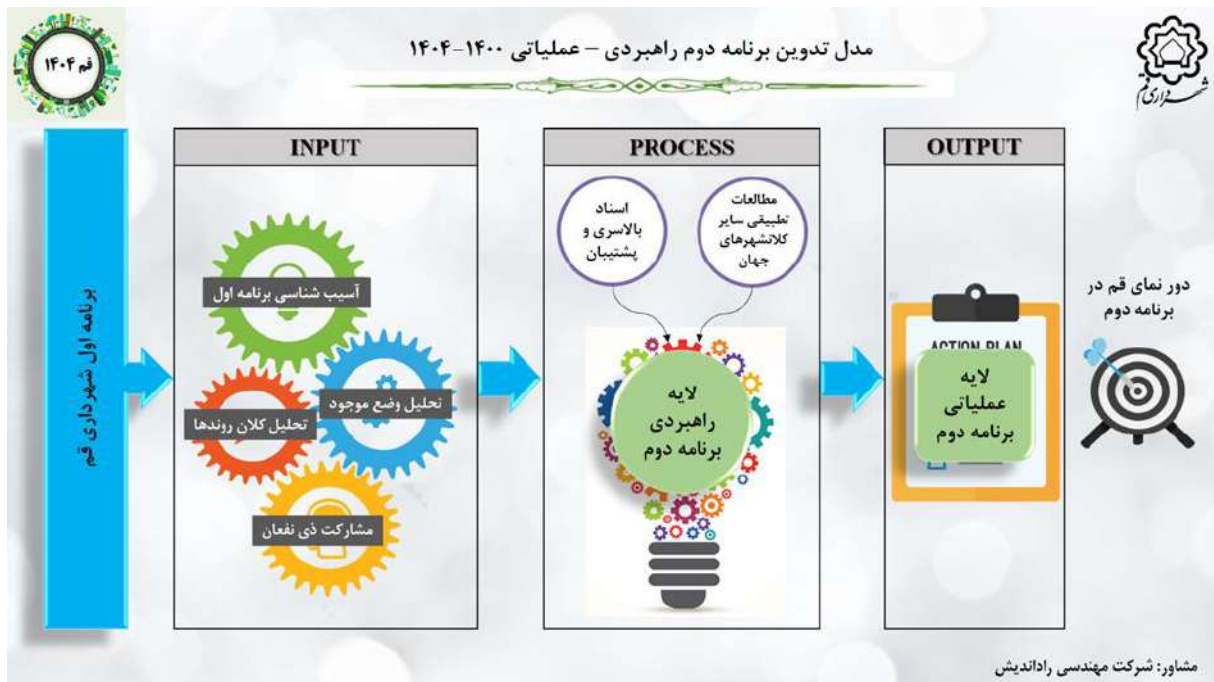 قم ۱۴۰۴
مدل تدوین برنامه دوم راهبردی – عملیاتی ۱۴۰۰-۱۴۰۴
شهرداری قم
برنامه اول شهرداری قم
INPUT
آسیب شناسی برنامه اول
تحلیل وضع موجود
تحلیل کلان روندها
مشارکت ذی نفعان
PROCESS
اسناد
بالاسری و
پشتیبان
مطالعات
تطبیقی سایر
کلانشهرهای
جهان
لایه
راهبردی
برنامه دوم
OUTPUT
ACTION PLAN
لایه
عملیاتی
برنامه دوم
دور نمای قم در
برنامه دوم
مشاور: شرکت مهندسی راداندیش